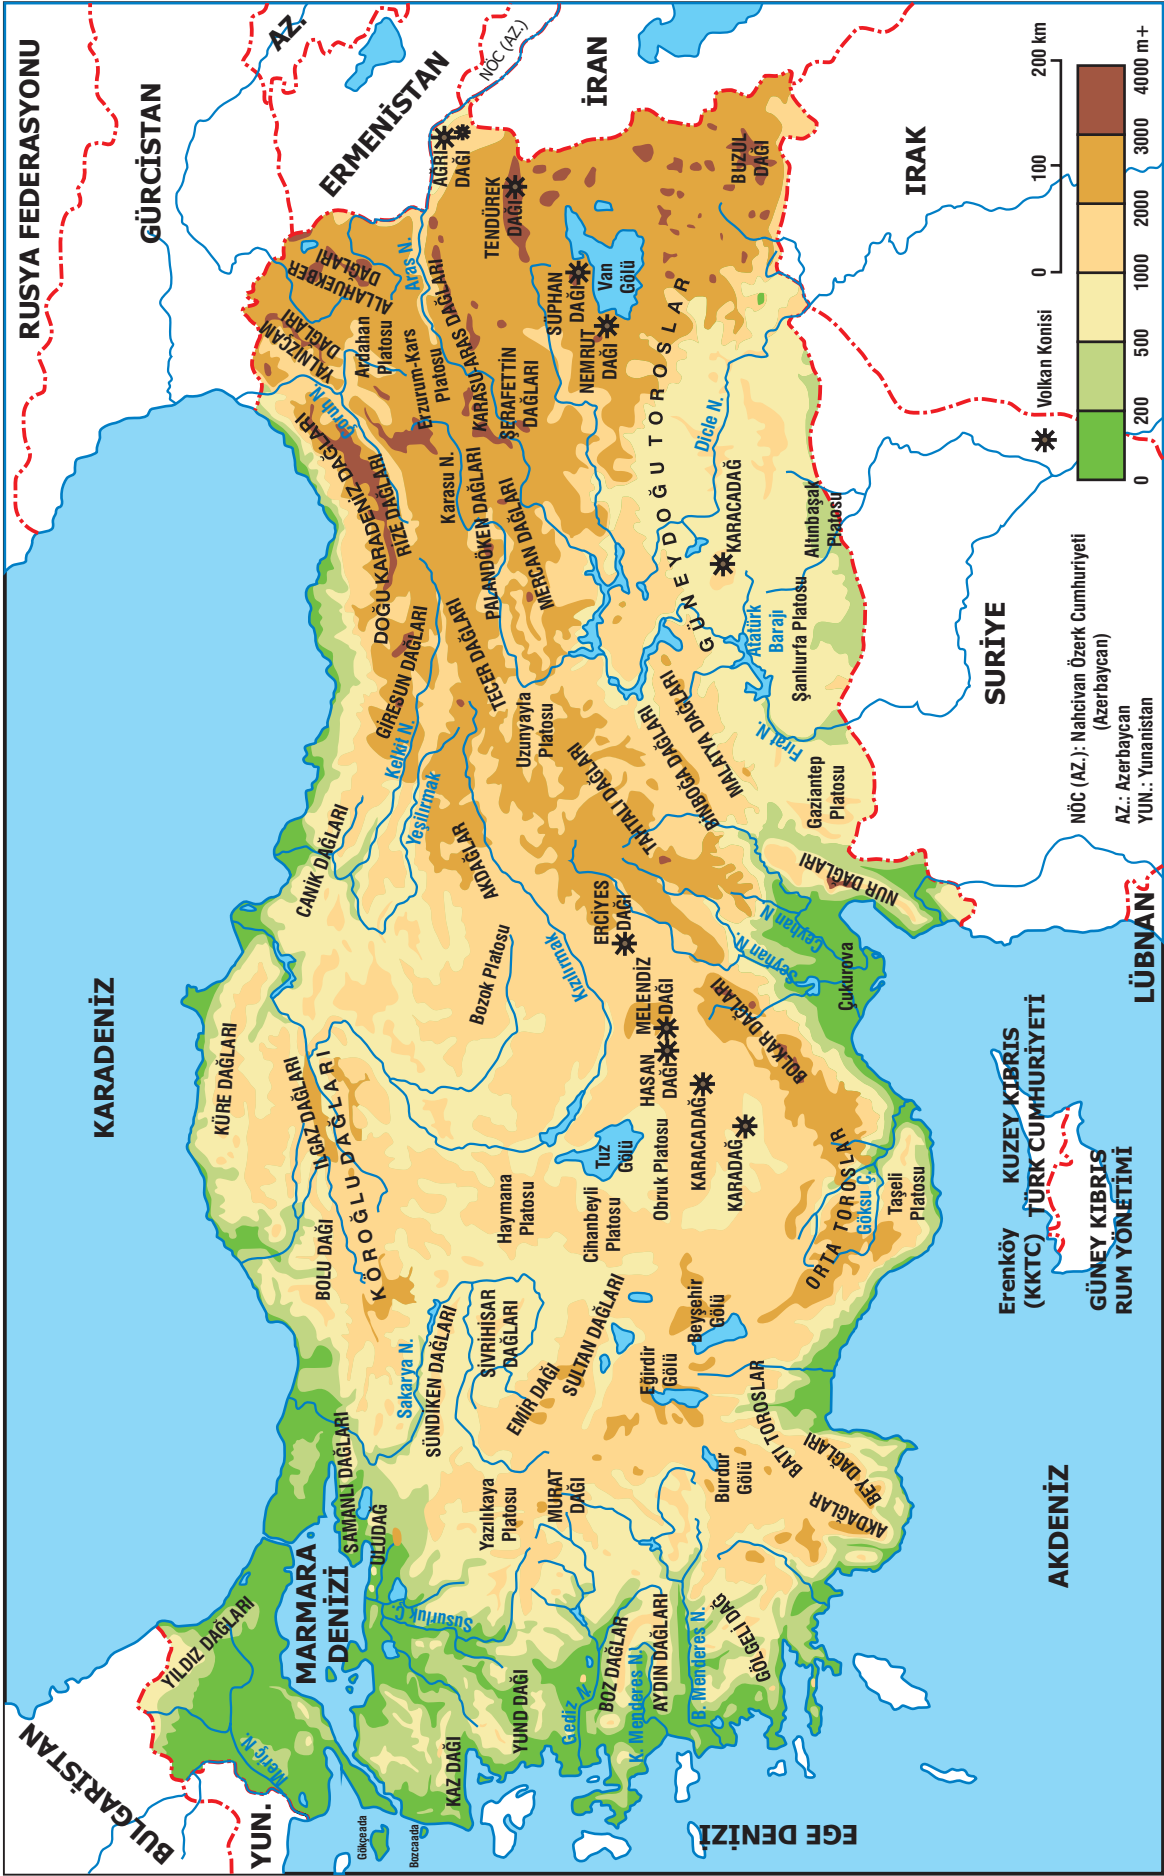 RUSYA FEDERASYONU
GÜRCİSTAN
AZ.
ERMENİSTAN
NÖC (AZ.)
İRAN
IRAK
SURİYE
LÜBNAN
BULGARİSTAN
YUN.
KARADENİZ
MARMARA
DENİZİ
EGE DENİZİ
AKDENİZ
Gökçeada
Bozcaada
YILDIZ DAĞLARI
Meriç N.
SAMANLI DAĞLARI
ULUDAĞ
Susurluk Ç.
KAZ DAĞI
YUND DAĞI
Gediz N.
BOZ DAĞLAR
K. Menderes N.
AYDIN DAĞLARI
B. Menderes N.
GÖLGELİ DAĞ
Yazılıkaya
Platosu
MURAT
DAĞI
Burdur
Gölü
AKDAĞLAR
BEY DAĞLARI
BATI TOROSLAR
Eğirdir
Gölü
Beyşehir
Gölü
SULTAN DAĞLARI
EMİR DAĞI
SİVRİHİSAR
DAĞLARI
SÜNDİKEN DAĞLARI
Sakarya N.
BOLU DAĞI
KÖROĞLU DAĞLARI
ILGAZ DAĞLARI
KÜRE DAĞLARI
Haymana
Platosu
Cihanbeyli
Platosu
Tuz
Gölü
Obruk Platosu
KARACADAĞ
KARADAĞ
HASAN
DAĞI
MELENDİZ
DAĞI
ERCİYES
DAĞI
ORTA TOROSLAR
Göksu Ç.
Taşeli
Platosu
BOLKAR DAĞLARI
Çukurova
Seyhan N.
Ceyhan N
NUR DAĞLARI
Bozok Platosu
Kızılırmak
AKDAĞLAR
CANİK DAĞLARI
Yeşilırmak
Kelkit N.
GİRESUN DAĞLARI
DOĞU KARADENİZ DAĞLARI
RİZE DAĞLARI
Çoruh N.
YALNIZÇAM
DAĞLARI
ALLAHUEKBER
DAĞLARI
Ardahan
Platosu
Erzurum-Kars
Platosu
Aras N.
KARASU-ARAS DAĞLARI
AĞRI
DAĞI
TENDÜREK
DAĞI
SÜPHAN
DAĞI
NEMRUT
DAĞI
Van
Gölü
BUZUL
DAĞI
ŞERAFETTİN
DAĞLARI
Karasu N.
PALANDÖKEN DAĞLARI
MERCAN DAĞLARI
TECER DAĞLARI
Uzunyayla
Platosu
TAHTALI DAĞLARI
BİNBOĞA DAĞLARI
MALATYA DAĞLARI
GÜNEYDOĞU TOROSLAR
Dicle N.
KARACADAĞ
Altınbaşak
Platosu
Atatürk
Barajı
Şanlıurfa Platosu
Fırat N.
Gaziantep
Platosu
Erenköy
(KKTC)
KUZEY KIBRIS
TÜRK CUMHURİYETİ
GÜNEY KIBRIS
RUM YÖNETİMİ
NÖC (AZ.): Nahcivan Özerk Cumhuriyeti
(Azerbaycan)
AZ.: Azerbaycan
YUN.: Yunanistan
Volkan Konisi
0 100 200 km
0 200 500 1000 2000 3000 4000 m+